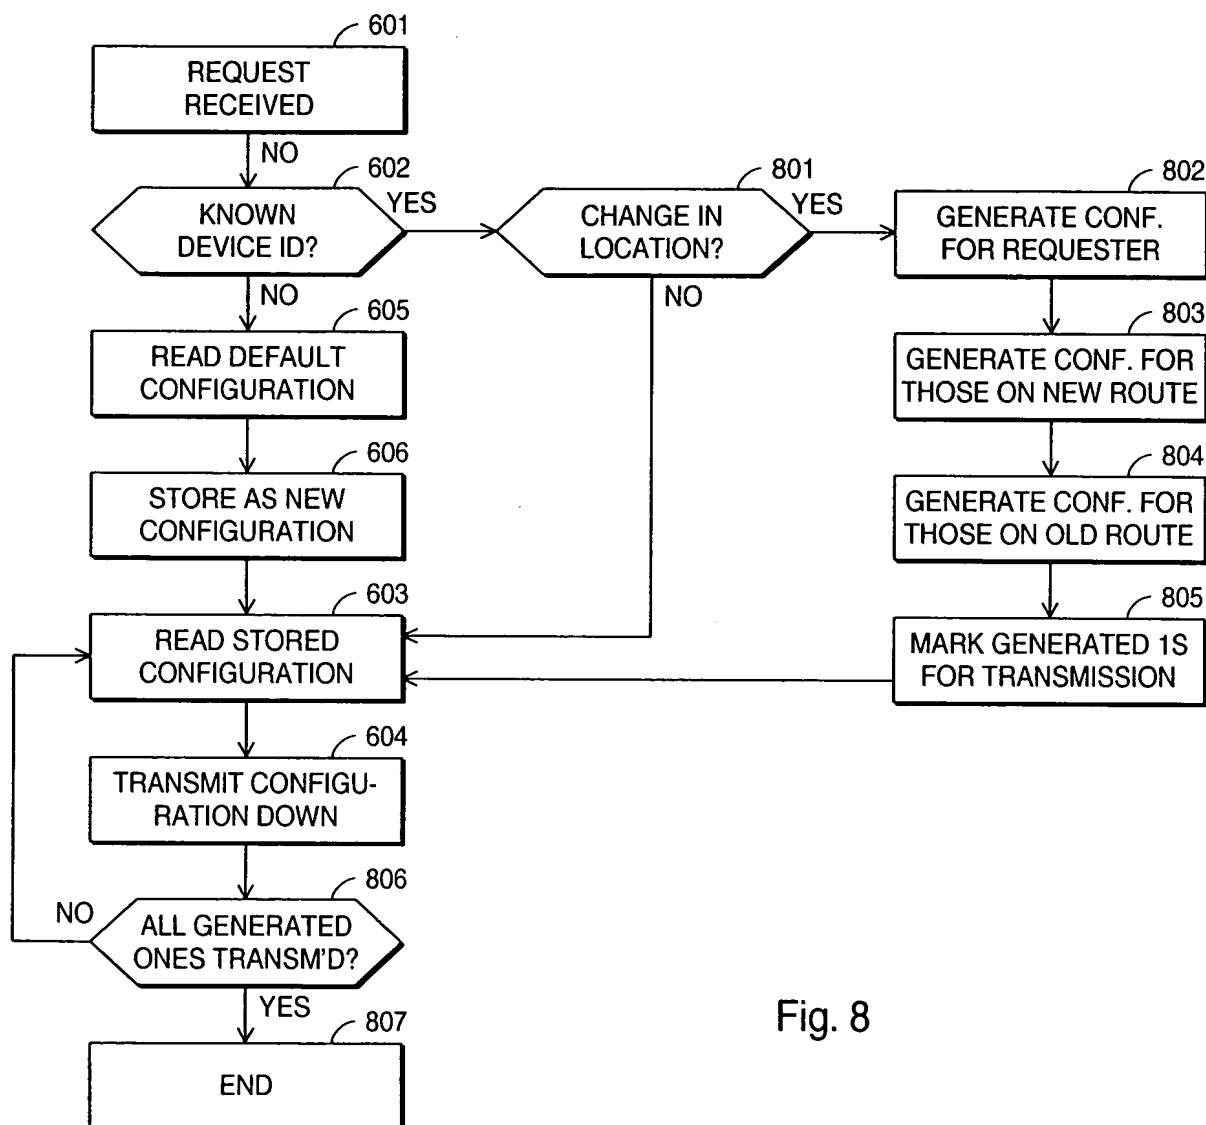 601
REQUEST
RECEIVED
NO
602
KNOWN
DEVICE ID?
YES
801
CHANGE IN
LOCATION?
YES
802
GENERATE CONF.
FOR REQUESTER
NO
605
READ DEFAULT
CONFIGURATION
NO
803
GENERATE CONF. FOR
THOSE ON NEW ROUTE
606
STORE AS NEW
CONFIGURATION
804
GENERATE CONF. FOR
THOSE ON OLD ROUTE
603
READ STORED
CONFIGURATION
805
MARK GENERATED 1S
FOR TRANSMISSION
604
TRANSMIT CONFIGU-
RATION DOWN
806
NO
ALL GENERATED
ONES TRANSM'D?
YES
807
END
Fig. 8